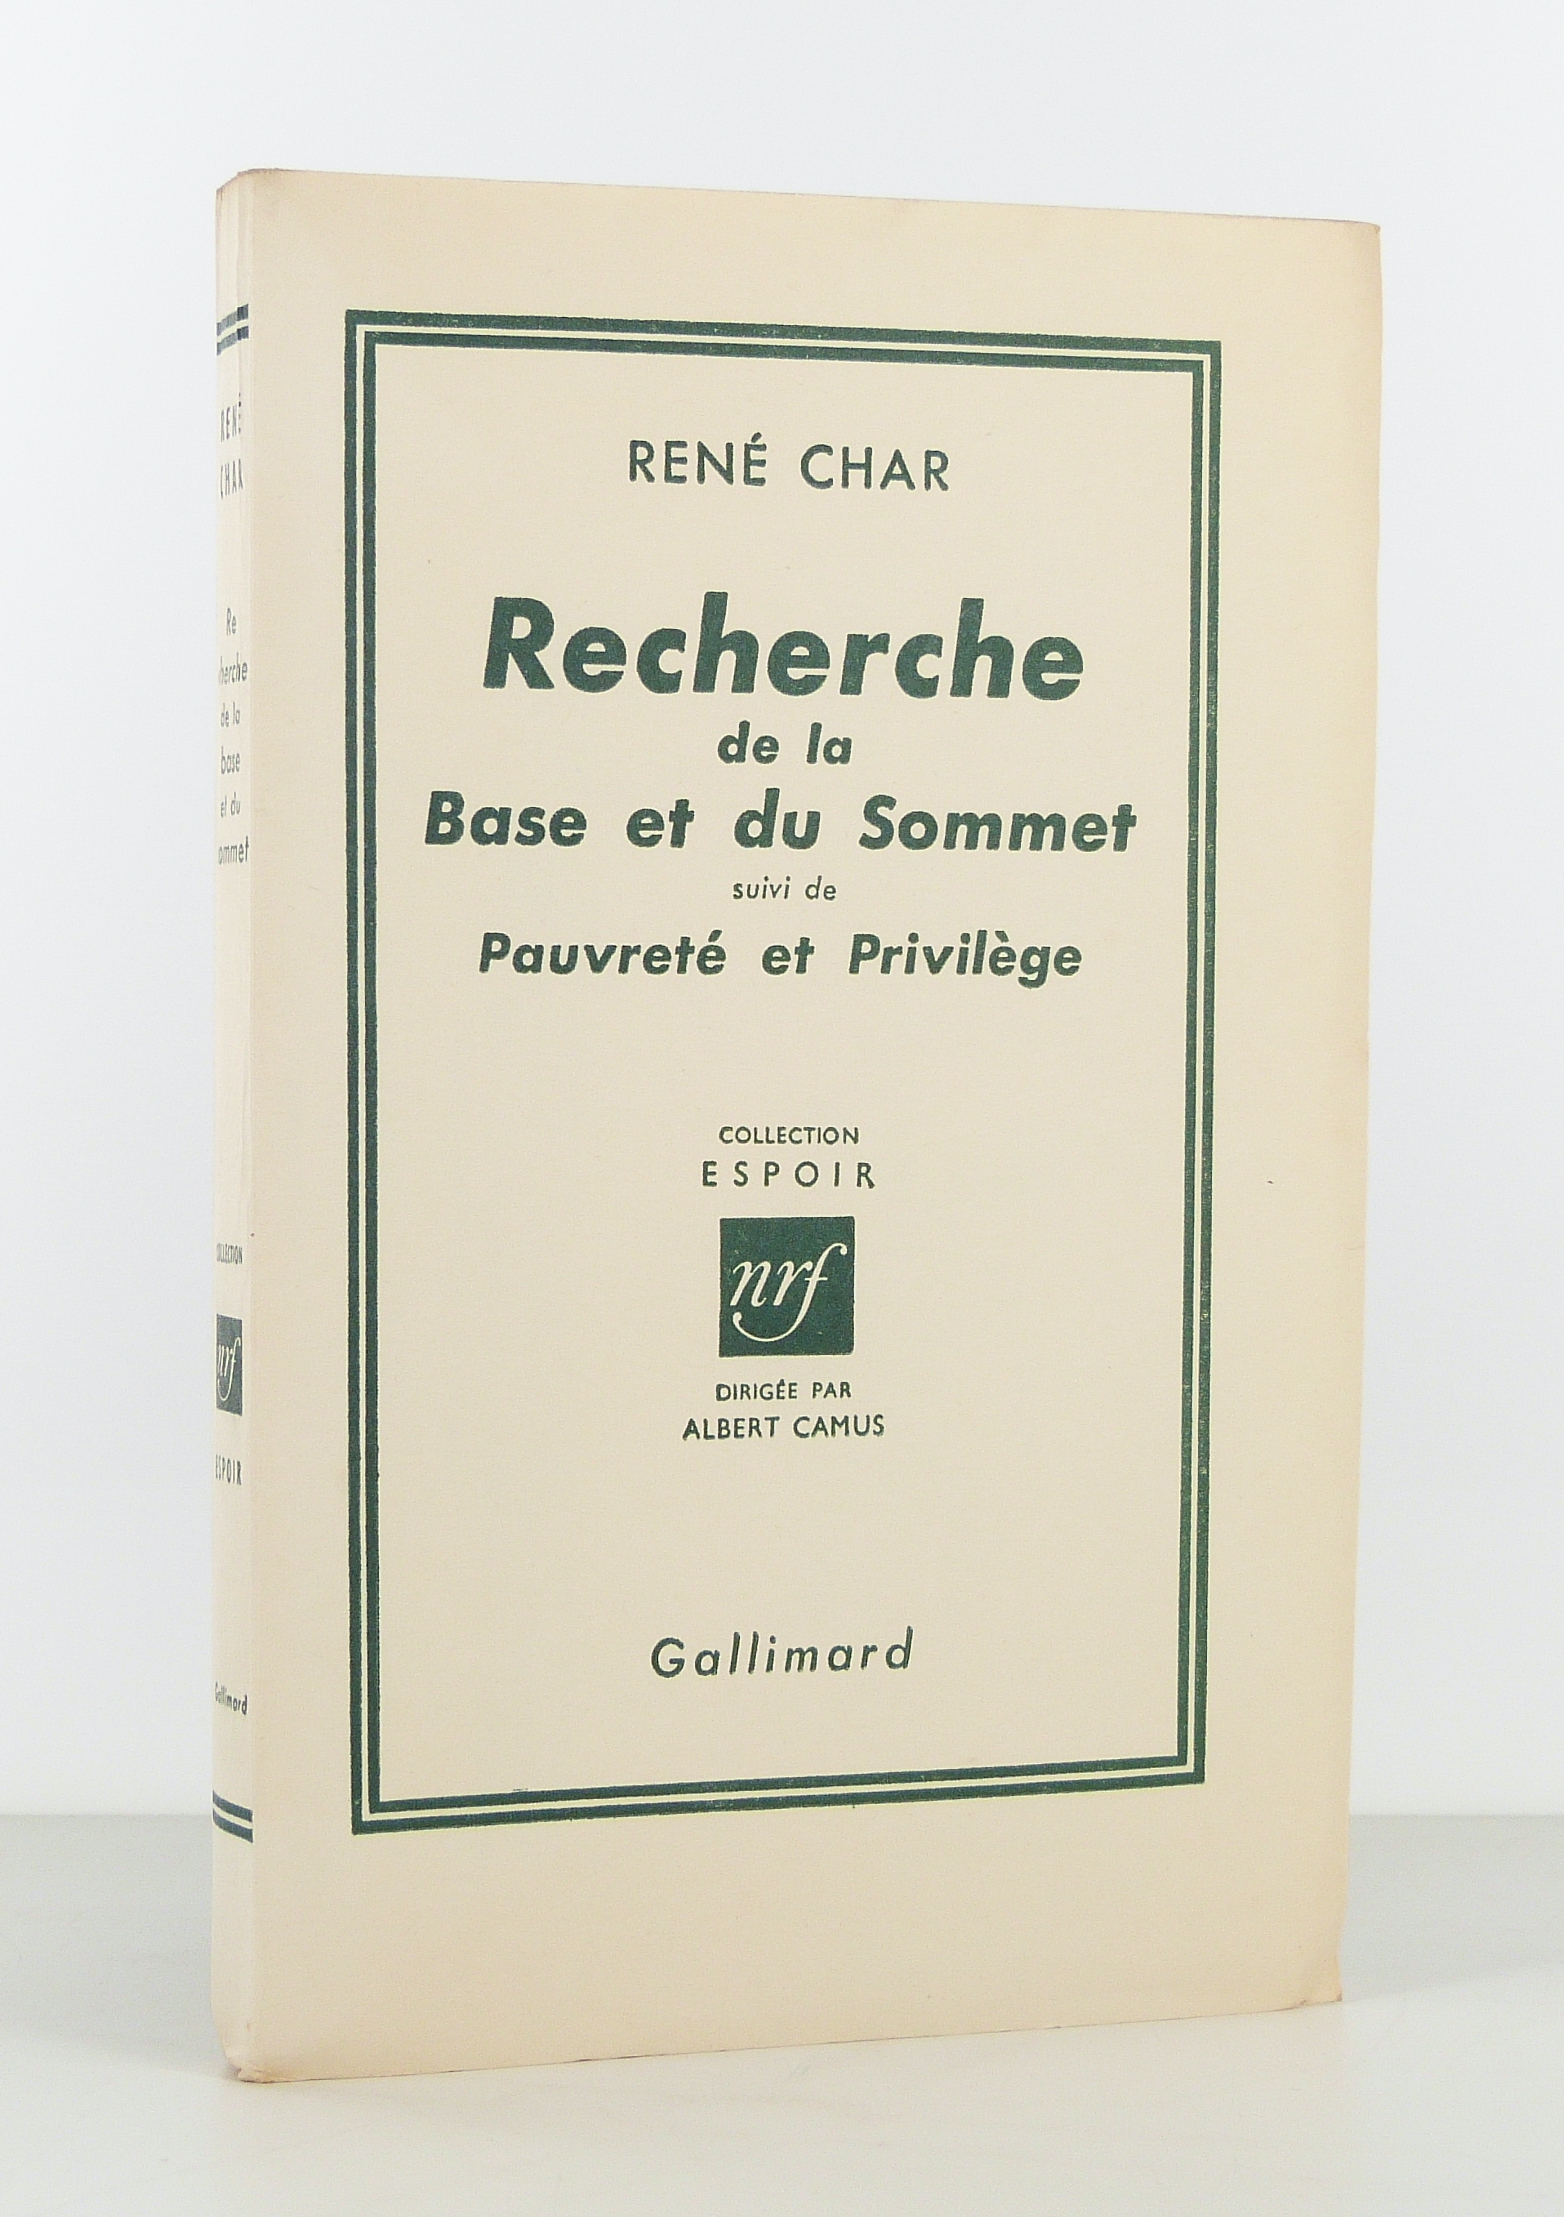 RENÉ CHAR
Recherche
de la
Base et du Sommet
suivi de
Pauvreté et Privilège
COLLECTION
ESPOIR
nrf
DIRIGÉE PAR
ALBERT CAMUS
Gallimard
RENÉ
CHAR
Re
cherche
de la
base
et du
sommet
COLLECTION
nrf
ESPOIR
Gallimard